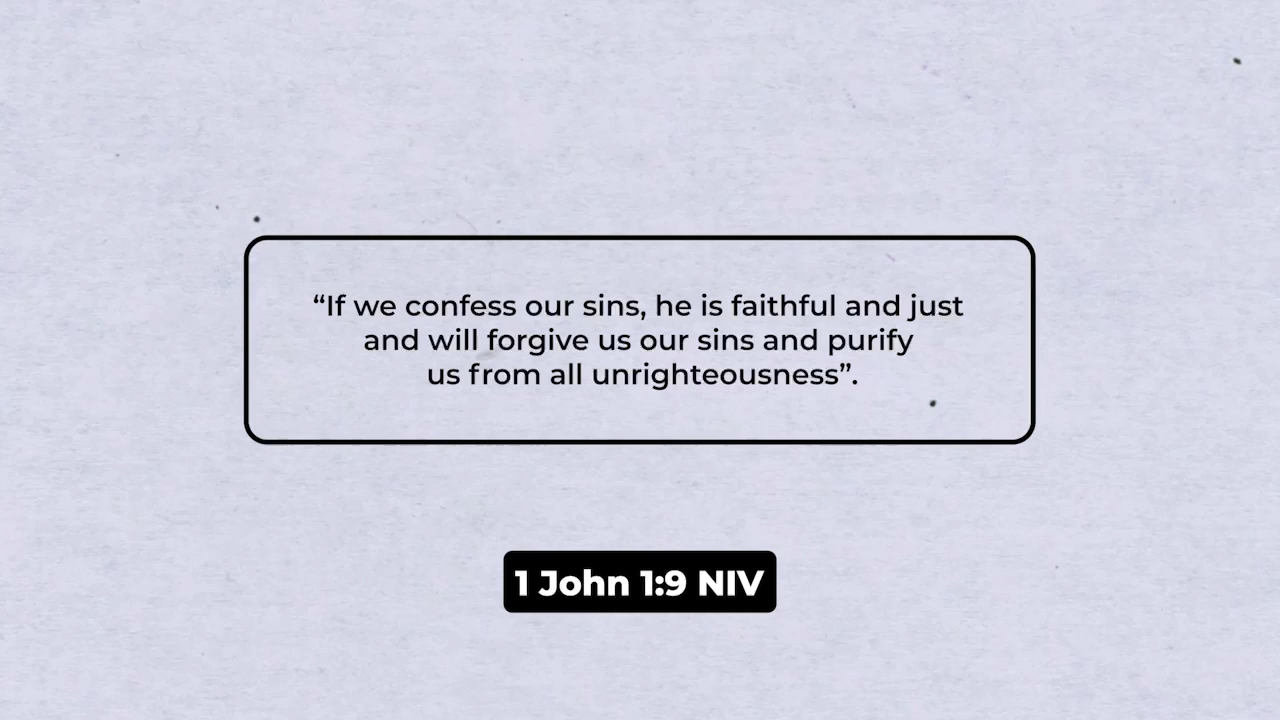 “If we confess our sins, he is faithful and just
and will forgive us our sins and purify
us from all unrighteousness”.
1 John 1:9 NIV